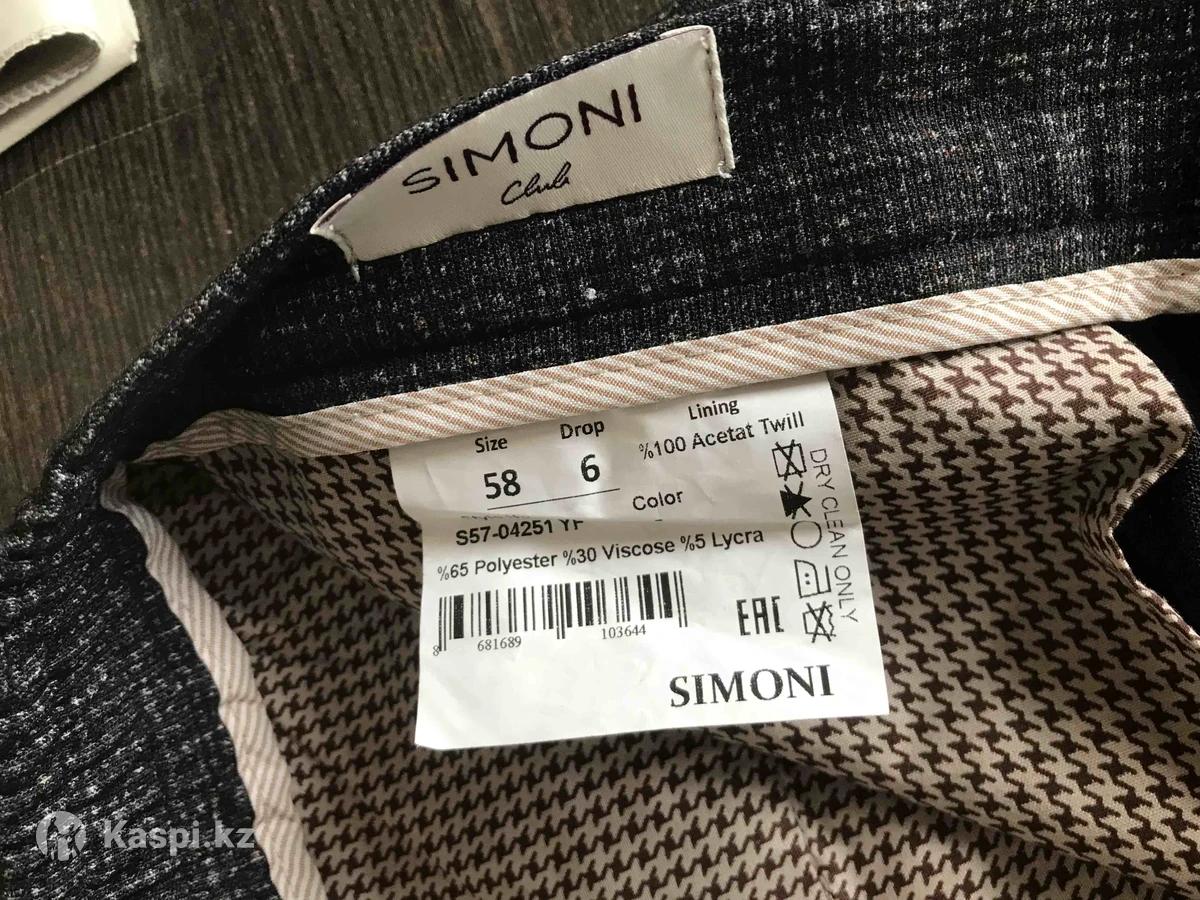 SIMONI
Club
Size
58
Drop
6
Lining
%100 Acetat Twill
Color
S57-04251 YF
%65 Polyester %30 Viscose %5 Lycra
8 681689 103644
EAC
DRY CLEAN ONLY
SIMONI
Kaspi.kz